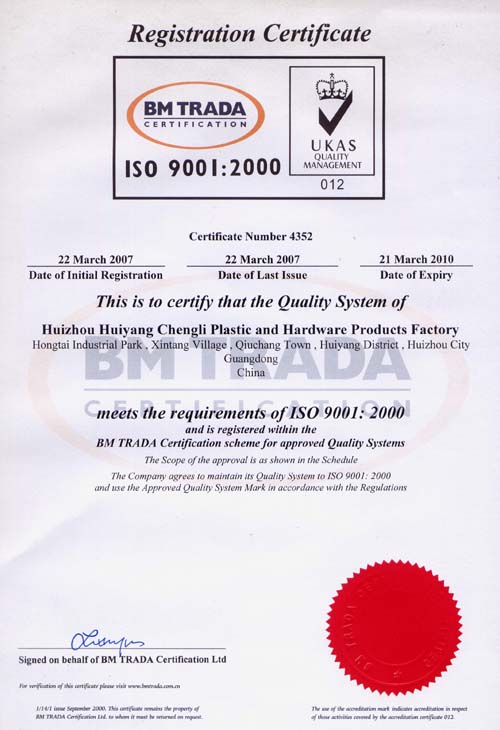 Registration Certificate
BM TRADA
CERTIFICATION
ISO 9001:2000
UKAS
QUALITY
MANAGEMENT
012
Certificate Number 4352
22 March 2007 22 March 2007 21 March 2010
Date of Initial Registration Date of Last Issue Date of Expiry
This is to certify that the Quality System of
Huizhou Huiyang Chengli Plastic and Hardware Products Factory
Hongtai Industrial Park , Xintang Village , Qiuchang Town , Huiyang District , Huizhou City
Guangdong
China
BM TRADA
CERTIFICATION
meets the requirements of ISO 9001: 2000
and is registered within the
BM TRADA Certification scheme for approved Quality Systems
The Scope of the approval is as shown in the Schedule
The Company agrees to maintain its Quality System to ISO 9001: 2000
and use the Approved Quality System Mark in accordance with the Regulations
Signed on behalf of BM TRADA Certification Ltd
For verification of this certificate please visit www.bmtrada.com.cn
1/14/1 issue September 2000. This certificate remains the property of
BM TRADA Certification Ltd. to whom it must be returned on request.
The use of the accreditation mark indicates accreditation in respect
of those activities covered by the accreditation certificate 012.